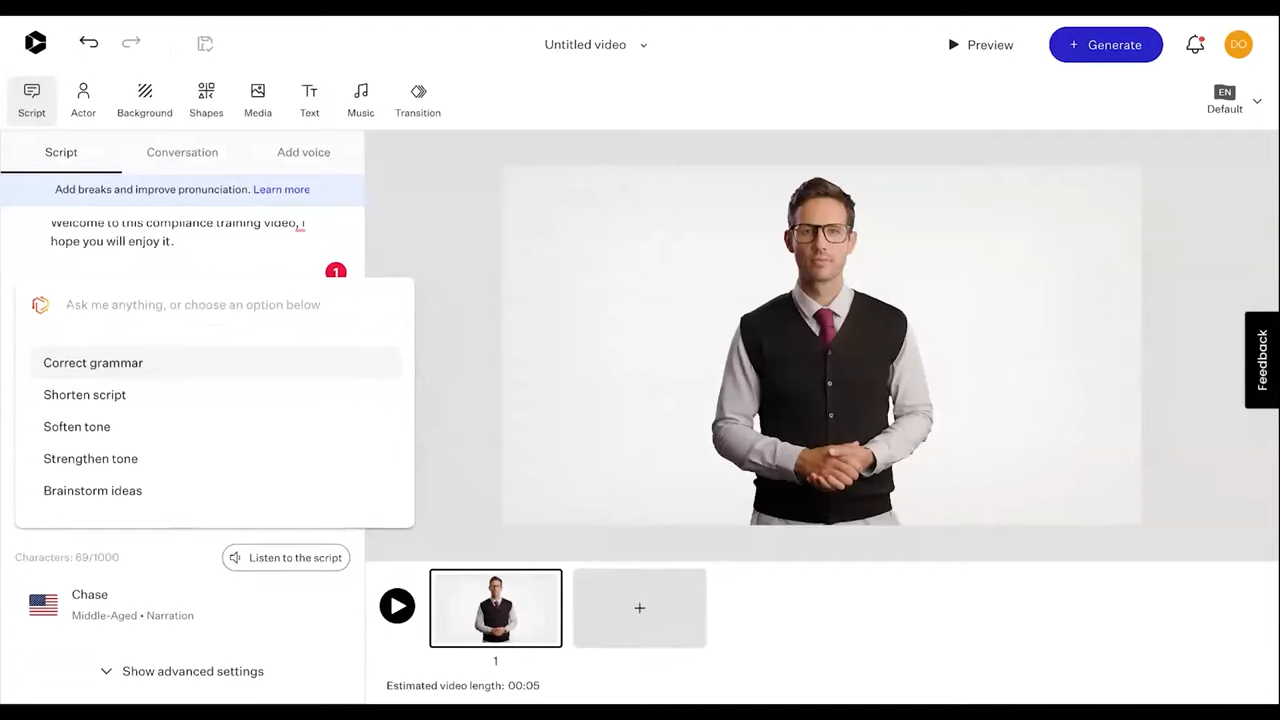 Untitled video
Preview
+ Generate
DO
Script
Actor
Background
Shapes
Media
Tt Text
Music
Transition
EN
Default
Script
Conversation
Add voice
Add breaks and improve pronunciation. Learn more
Welcome to this compliance training video, i
hope you will enjoy it.
1
Ask me anything, or choose an option below
Correct grammar
Shorten script
Soften tone
Strengthen tone
Brainstorm ideas
Feedback
Characters: 69/1000
Listen to the script
Chase
Middle-Aged • Narration
Show advanced settings
+
1
Estimated video length: 00:05